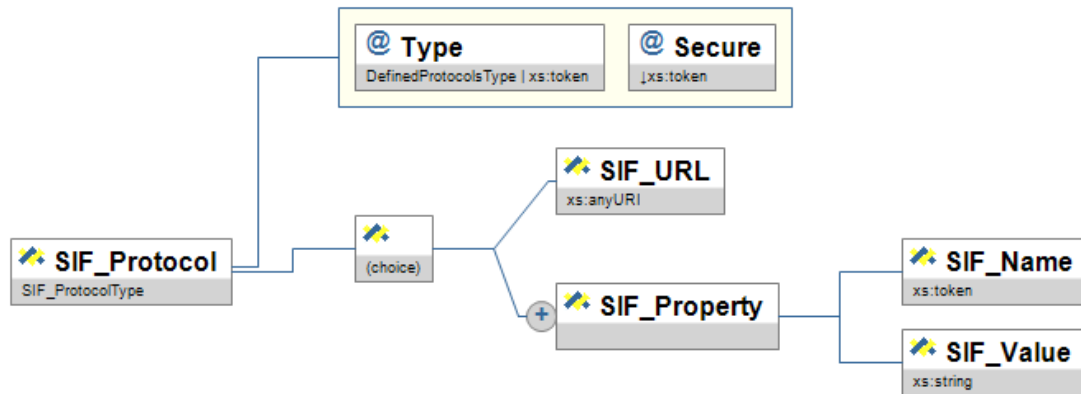 @ Type
DefinedProtocolsType | xs:token
@ Secure
↓xs:token
SIF_URL
xs:anyURI
SIF_Protocol
SIF_ProtocolType
(choice)
+
SIF_Property
SIF_Name
xs:token
SIF_Value
xs:string